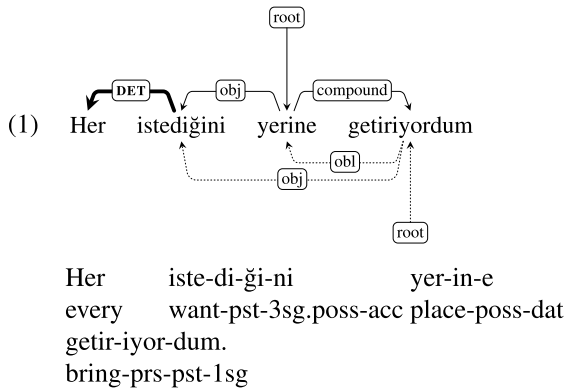 root
DET obj compound
(1) Her istediğini yerine getiriyordum
obl
obj
root
Her iste-di-ği-ni yer-in-e
every want-pst-3sg.poss-acc place-poss-dat
getir-iyor-dum.
bring-prs-pst-1sg